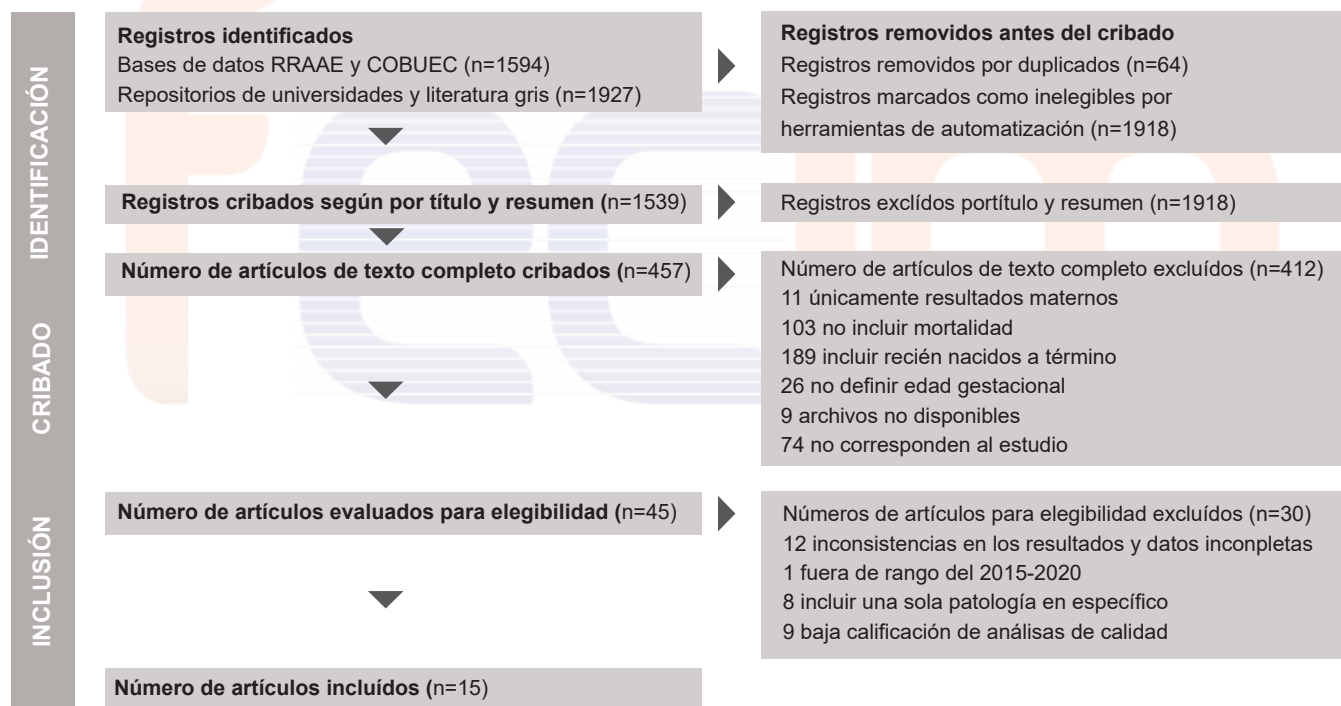 IDENTIFICACIÓN
Registros identificados
Bases de datos RRAAE y COBUEC (n=1594)
Repositorios de universidades y literatura gris (n=1927)
Registros removidos antes del cribado
Registros removidos por duplicados (n=64)
Registros marcados como inelegibles por
herramientas de automatización (n=1918)
Registros cribados según por título y resumen (n=1539)
Registros exclídos portítulo y resumen (n=1918)
CRIBADO
Número de artículos de texto completo cribados (n=457)
Número de artículos de texto completo excluídos (n=412)
11 únicamente resultados maternos
103 no incluir mortalidad
189 incluir recién nacidos a término
26 no definir edad gestacional
9 archivos no disponibles
74 no corresponden al estudio
INCLUSIÓN
Número de artículos evaluados para elegibilidad (n=45)
Números de artículos para elegibilidad excluídos (n=30)
12 inconsistencias en los resultados y datos inconpletas
1 fuera de rango del 2015-2020
8 incluir una sola patología en específico
9 baja calificación de análisas de calidad
Número de artículos incluídos (n=15)